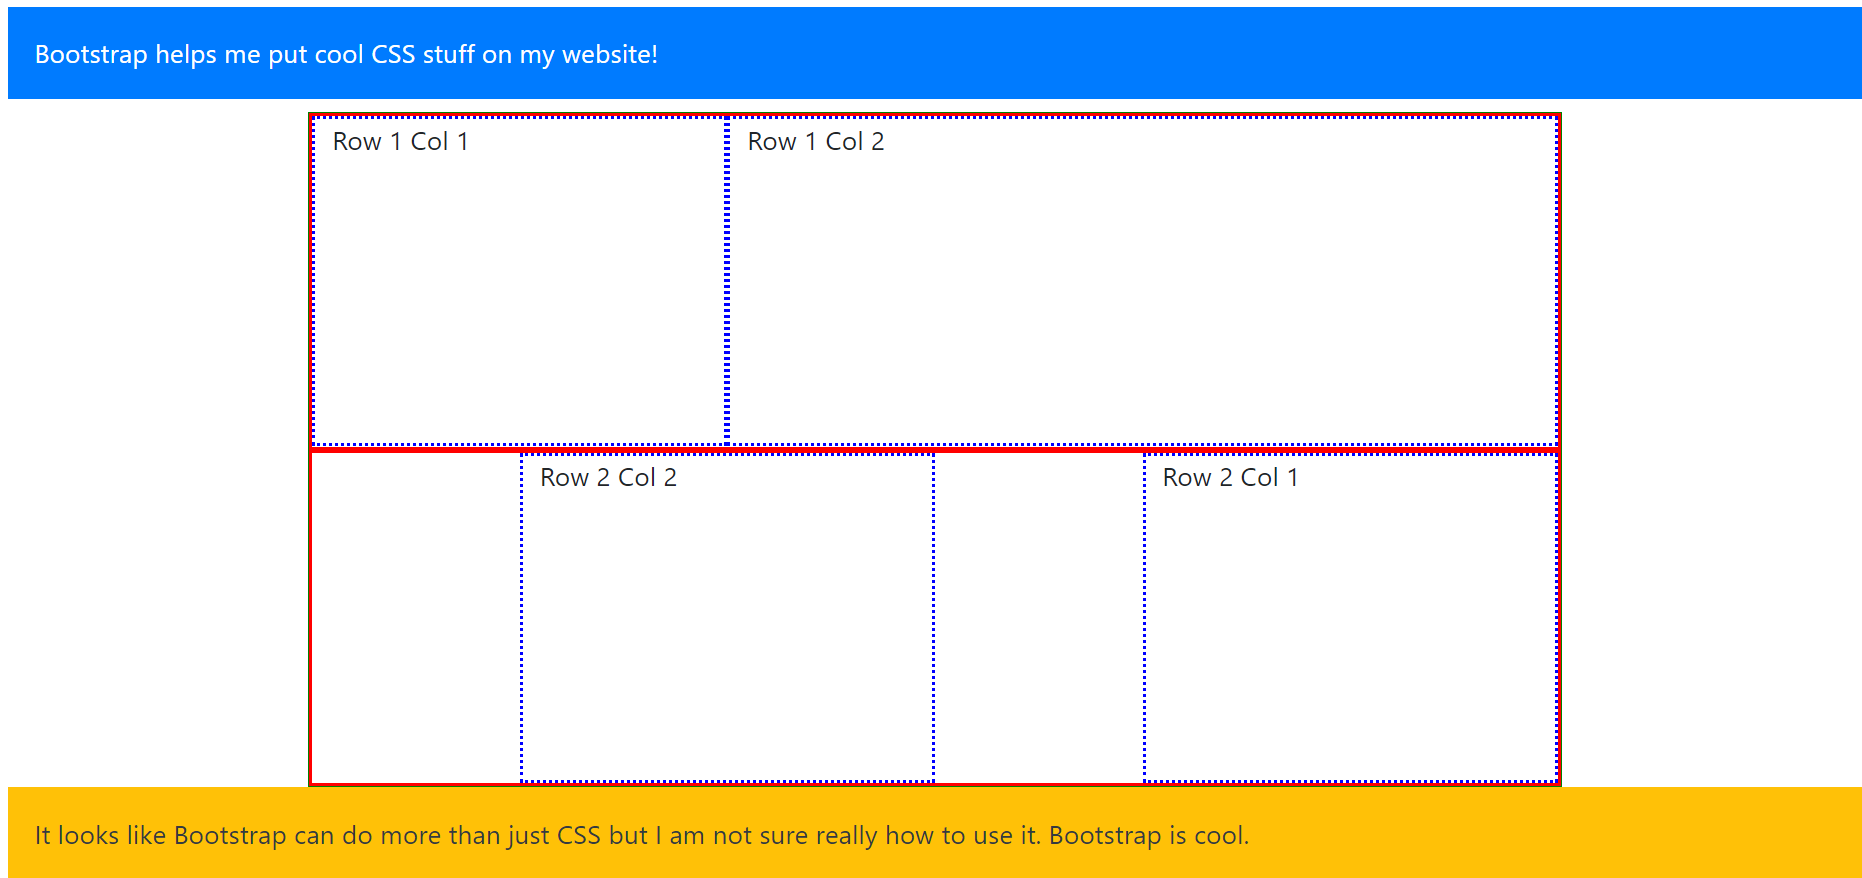 Bootstrap helps me put cool CSS stuff on my website!
Row 1 Col 1
Row 1 Col 2
Row 2 Col 2
Row 2 Col 1
It looks like Bootstrap can do more than just CSS but I am not sure really how to use it. Bootstrap is cool.